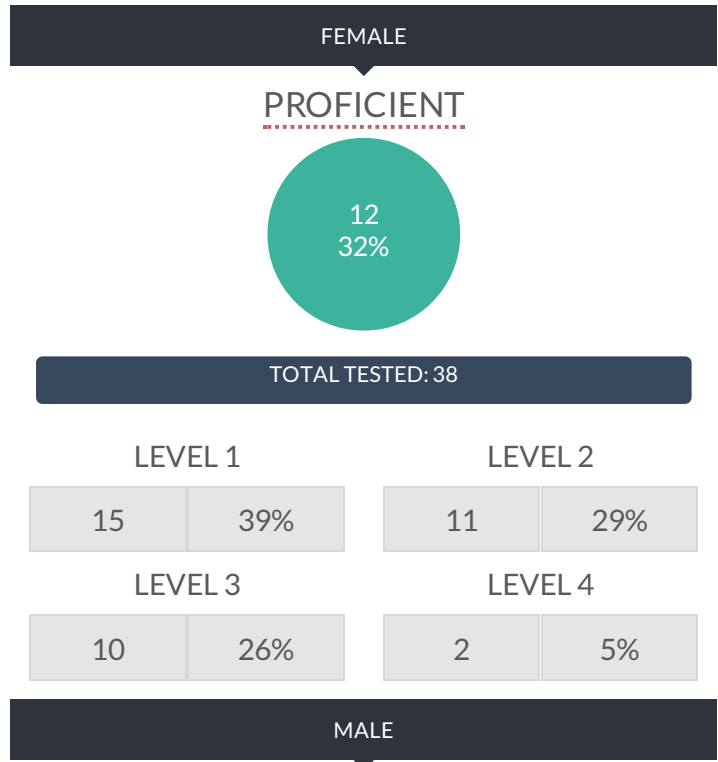 FEMALE
PROFICIENT
12
32%
TOTAL TESTED: 38
LEVEL 1
LEVEL 2
15 39% 11 29%
LEVEL 3
LEVEL 4
10 26% 2 5%
MALE